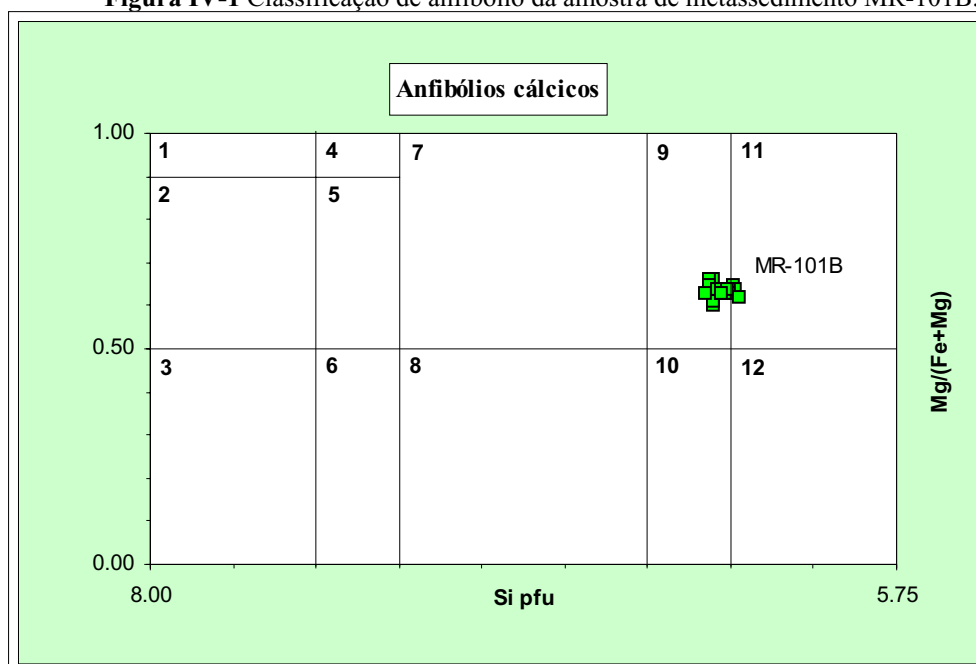 Figura IV-1 Classificação de anfibólio da amostra de metassedimento MR-101B.
Anfibólios cálcicos
1.00
1 4 7 9 11
2 5
MR-101B
0.50
3 6 8 10 12
Mg/(Fe+Mg)
0.00
8.00 Si pfu 5.75